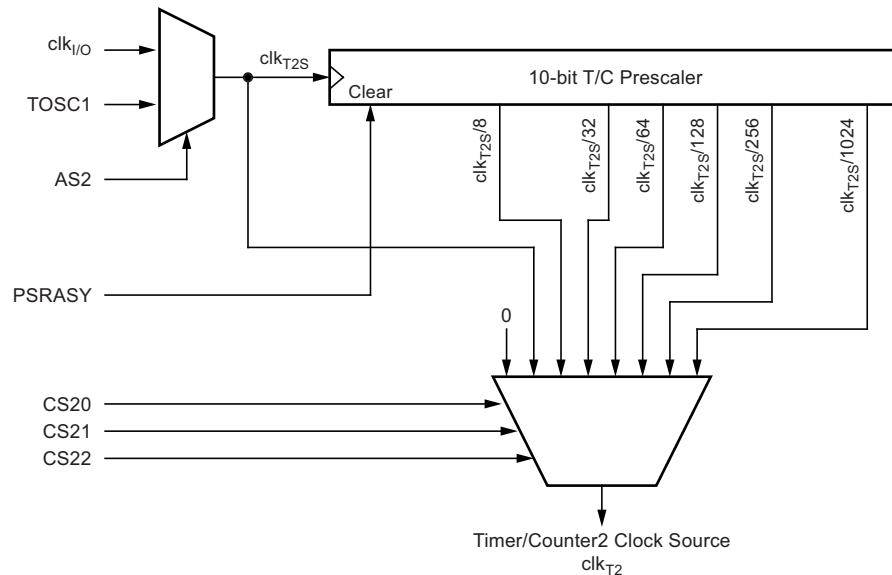 clkI/O
clkT2S
10-bit T/C Prescaler
Clear
TOSC1
AS2
clkT2S/8
clkT2S/32
clkT2S/64
clkT2S/128
clkT2S/256
clkT2S/1024
PSRASY
0
CS20
CS21
CS22
Timer/Counter2 Clock Source
clkT2